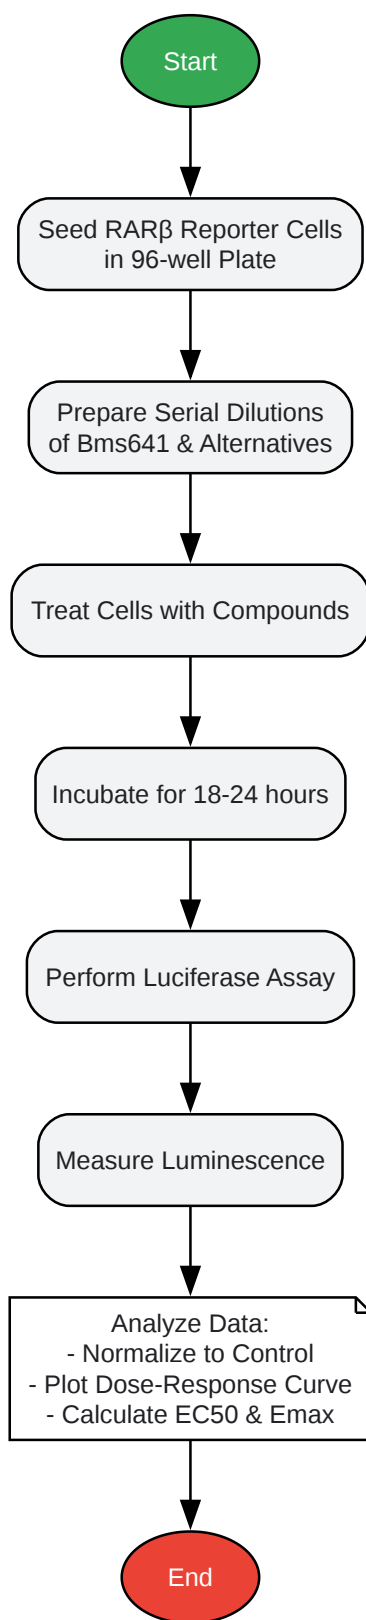 Start
Seed RARβ Reporter Cells
in 96-well Plate
Prepare Serial Dilutions
of Bms641 & Alternatives
Treat Cells with Compounds
Incubate for 18-24 hours
Perform Luciferase Assay
Measure Luminescence
Analyze Data:
- Normalize to Control
- Plot Dose-Response Curve
- Calculate EC50 & Emax
End